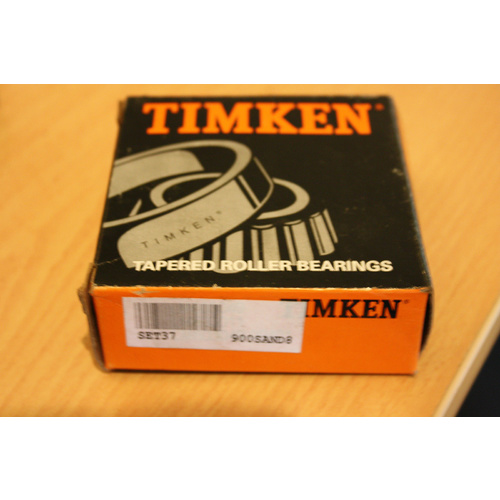 TIMKEN®
TIMKEN®
TAPERED ROLLER BEARINGS
TIMKEN®
SET37 900SAND8